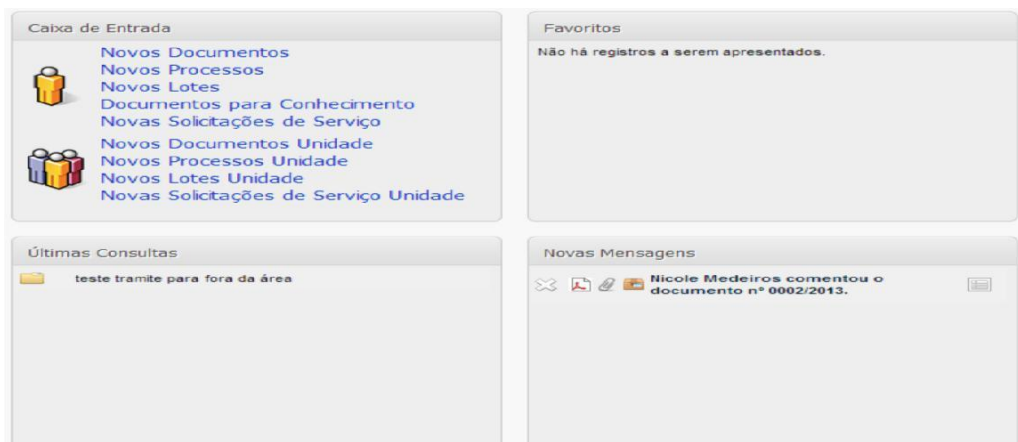 Caixa de Entrada
Novos Documentos
Novos Processos
Novos Lotes
Documentos para Conhecimento
Novas Solicitações de Serviço
Novos Documentos Unidade
Novos Processos Unidade
Novos Lotes Unidade
Novas Solicitações de Serviço Unidade
Favoritos
Não há registros a serem apresentados.
Últimas Consultas
teste tramite para fora da área
Novas Mensagens
Nicole Medeiros comentou o
documento nº 0002/2013.